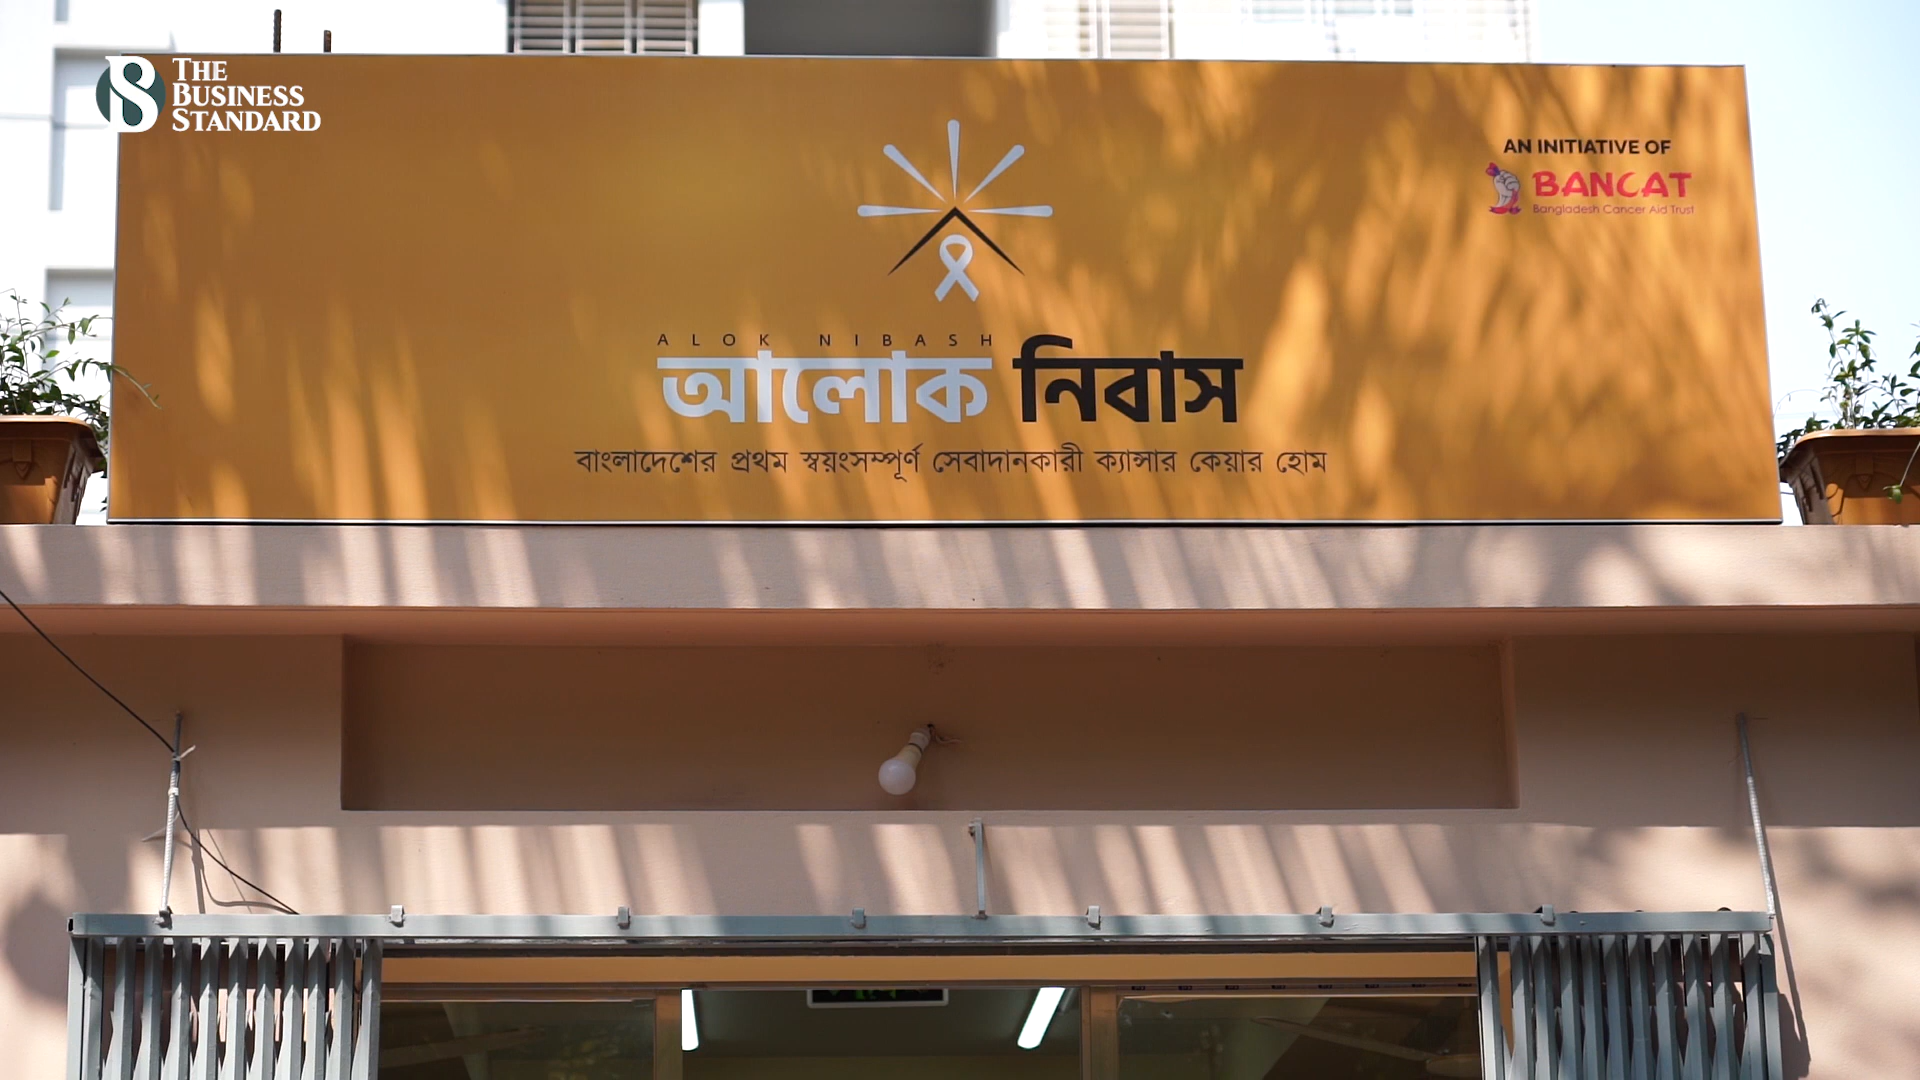 THE
BUSINESS
STANDARD
AN INITIATIVE OF
BANCAT
Bangladesh Cancer Aid Trust
ALOK NIBASH
আলোক নিবাস
বাংলাদেশের প্রথম স্বয়ংসম্পূর্ণ সেবাদানকারী ক্যান্সার কেয়ার হোম